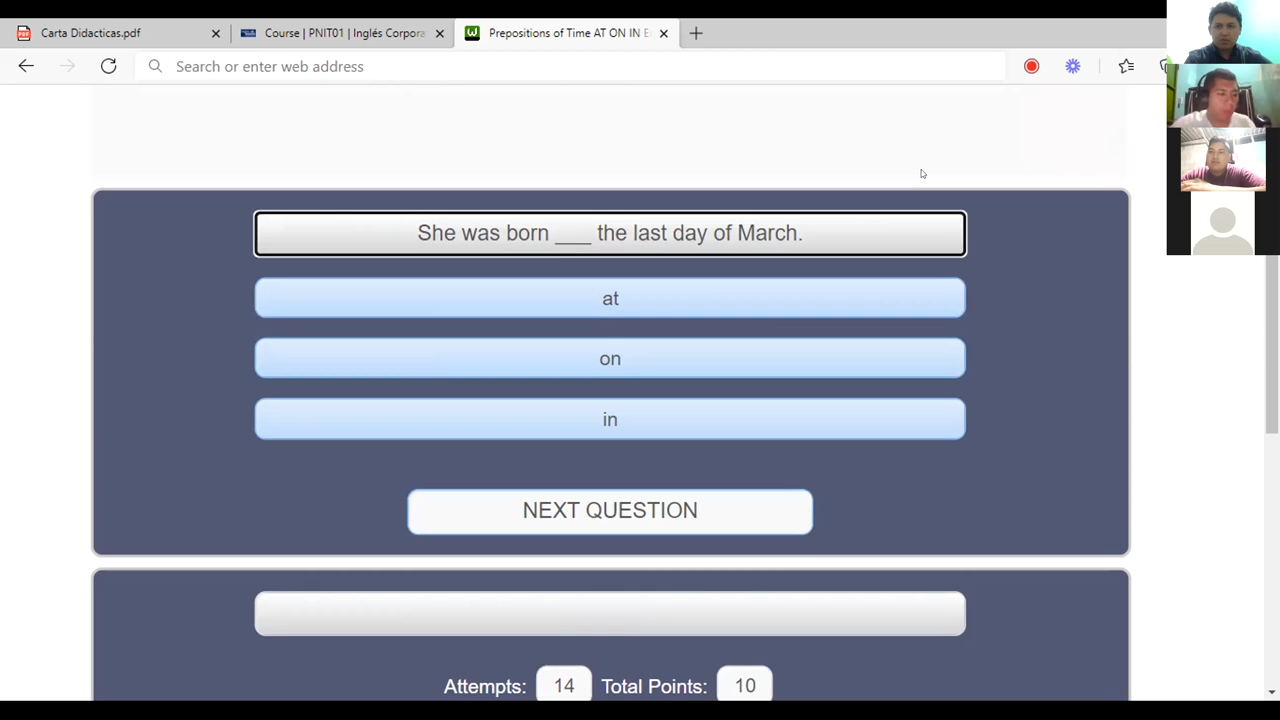 Carta Didacticas.pdf
Course | PNIT01 | Inglés Corpora
Prepositions of Time AT ON IN E
Search or enter web address
She was born ___ the last day of March.
at
on
in
NEXT QUESTION
Attempts: 14 Total Points: 10